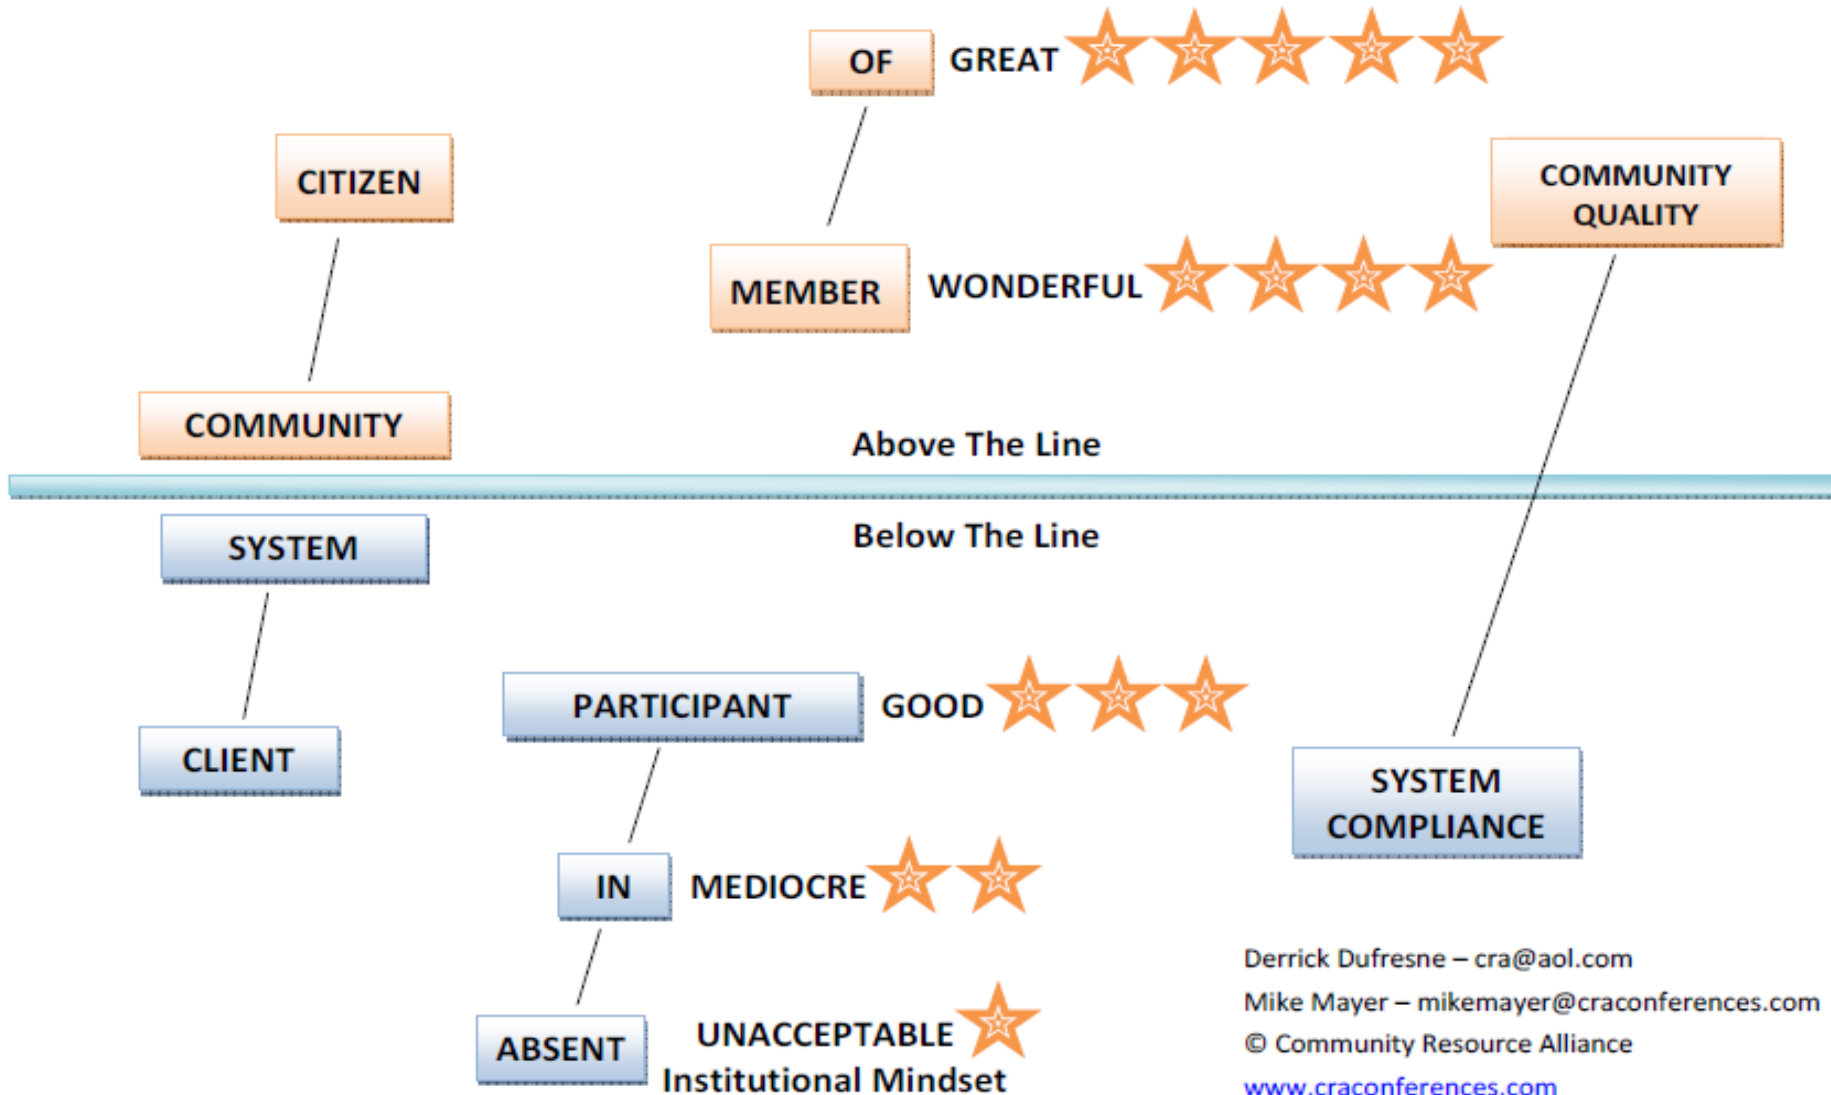 OF
GREAT
CITIZEN
COMMUNITY
QUALITY
MEMBER
WONDERFUL
COMMUNITY
Above The Line
Below The Line
SYSTEM
PARTICIPANT
GOOD
CLIENT
SYSTEM
COMPLIANCE
IN
MEDIOCRE
ABSENT
UNACCEPTABLE
Institutional Mindset
Derrick Dufresne – cra@aol.com
Mike Mayer – mikemayer@craconferences.com
© Community Resource Alliance
www.craconferences.com